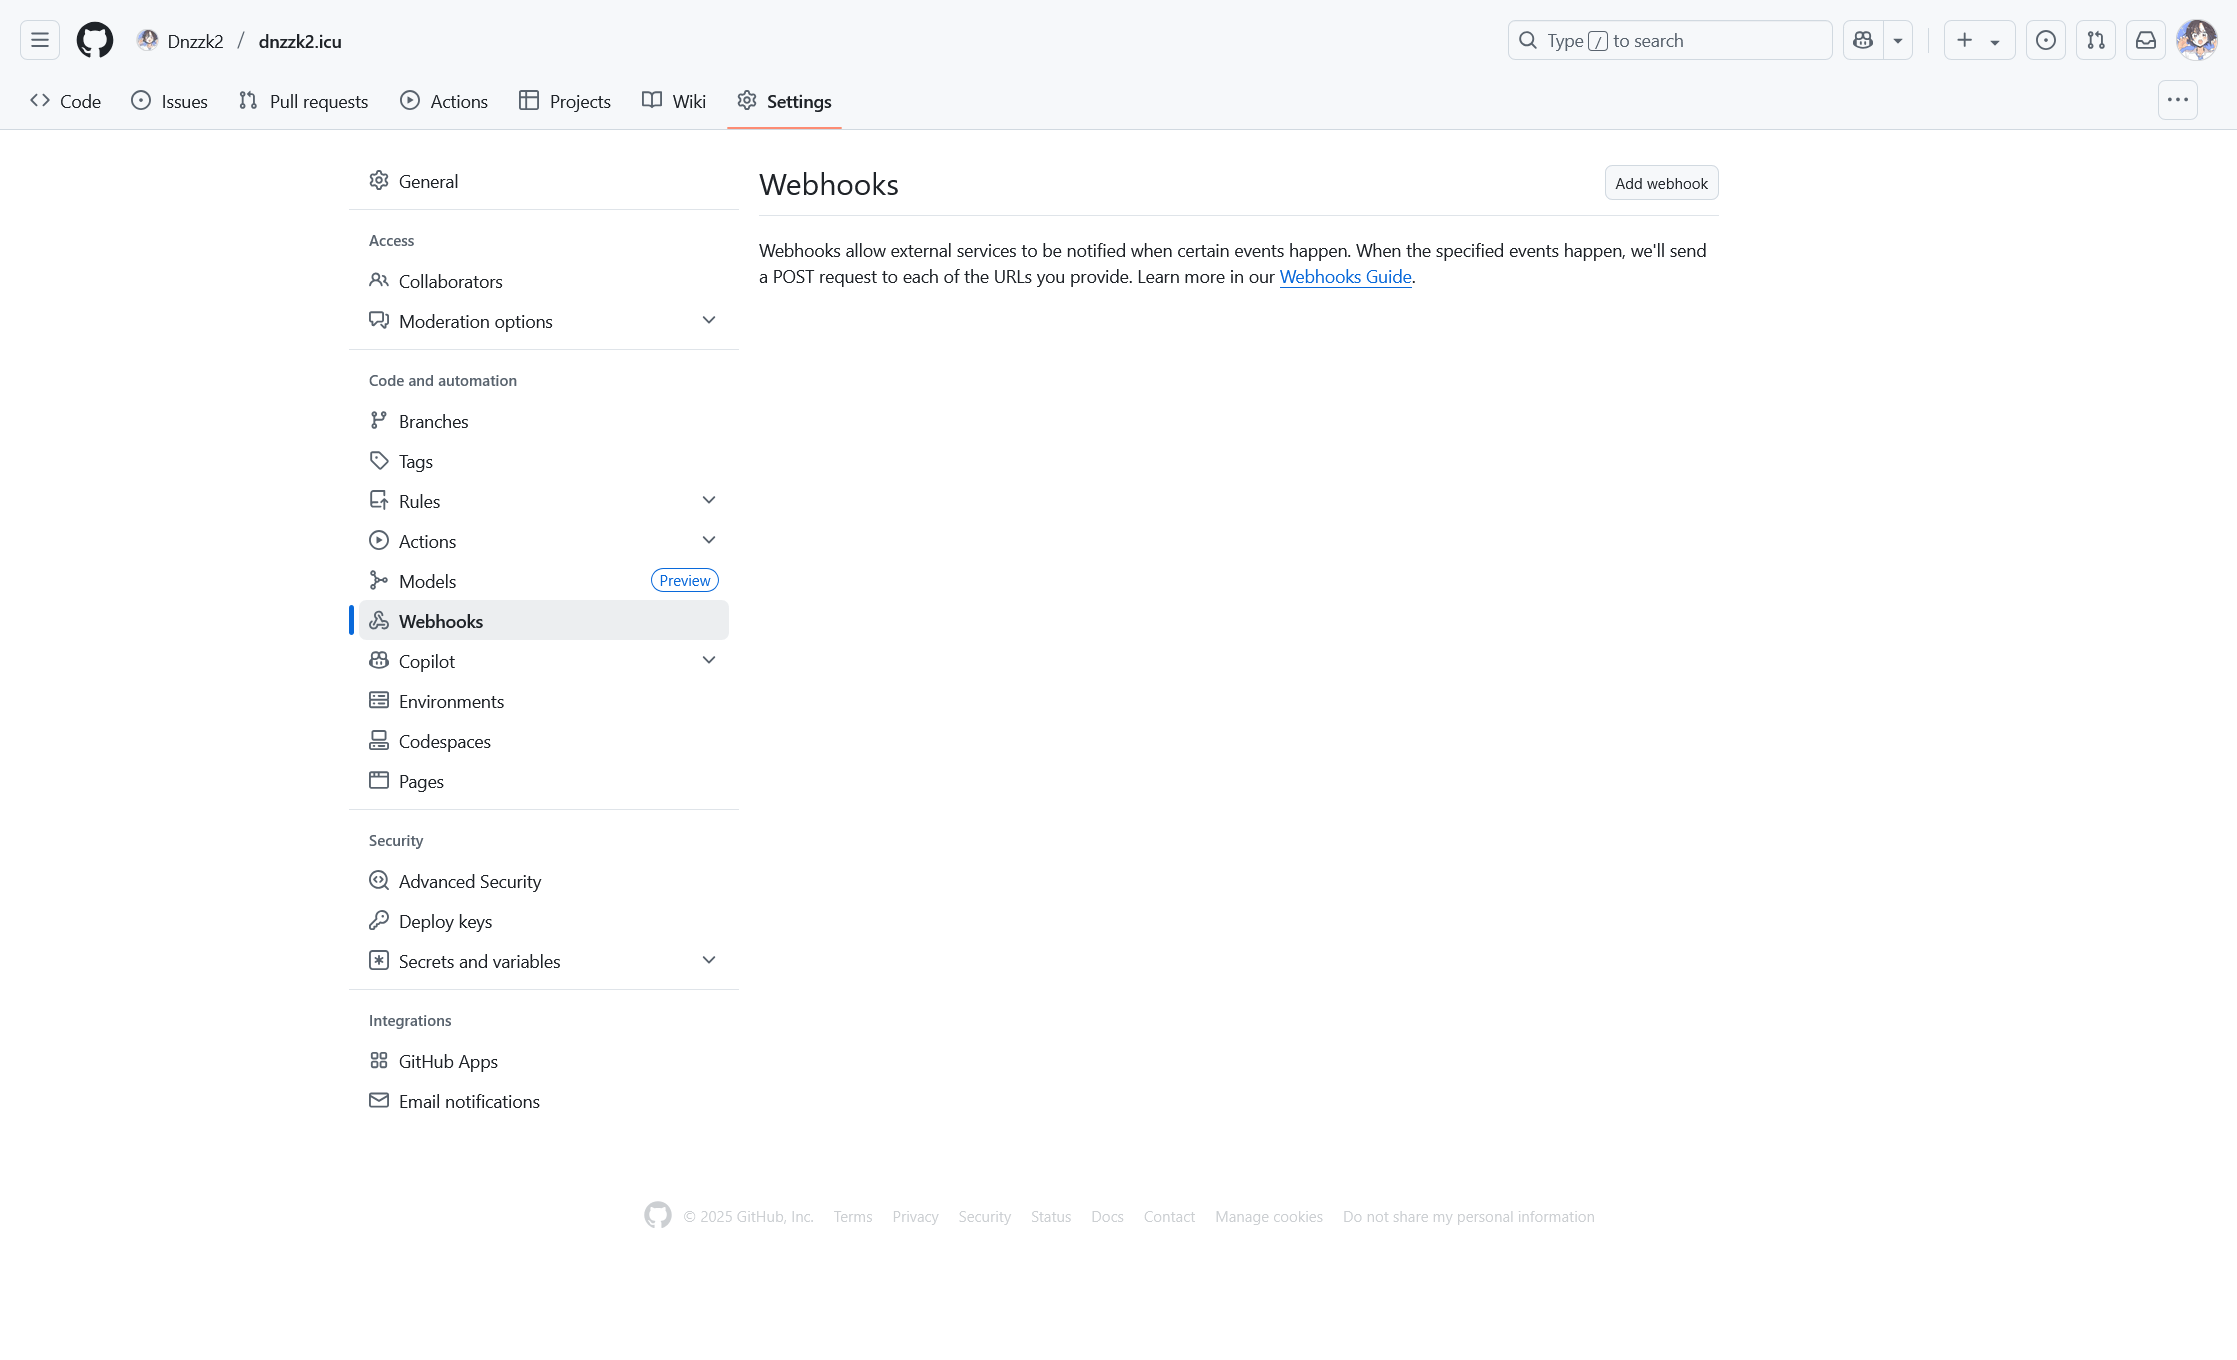 Dnzzk2 / dnzzk2.icu
Type / to search
Code Issues Pull requests Actions Projects Wiki Settings
General
Access
Collaborators
Moderation options
Code and automation
Branches
Tags
Rules
Actions
Models Preview
Webhooks
Copilot
Environments
Codespaces
Pages
Security
Advanced Security
Deploy keys
Secrets and variables
Integrations
GitHub Apps
Email notifications
Webhooks
Add webhook
Webhooks allow external services to be notified when certain events happen. When the specified events happen, we'll send
a POST request to each of the URLs you provide. Learn more in our Webhooks Guide.
© 2025 GitHub, Inc. Terms Privacy Security Status Docs Contact Manage cookies Do not share my personal information